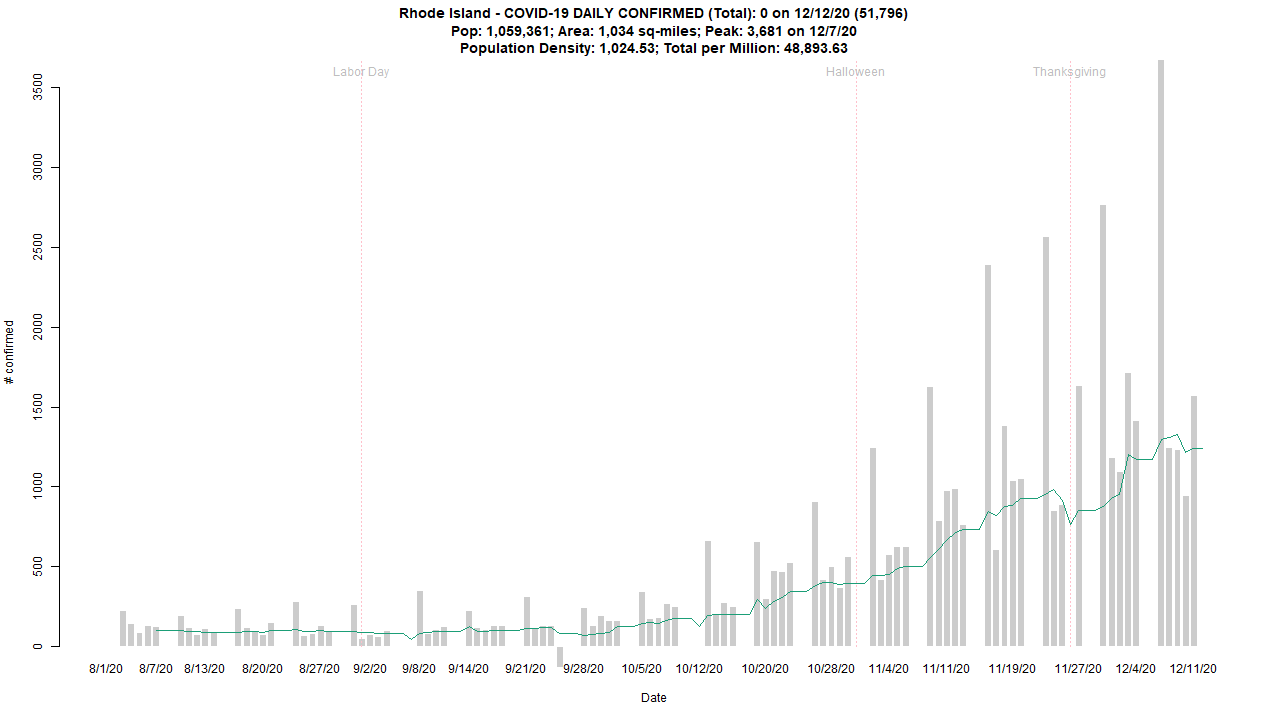 Rhode Island - COVID-19 DAILY CONFIRMED (Total): 0 on 12/12/20 (51,796)
Pop: 1,059,361; Area: 1,034 sq-miles; Peak: 3,681 on 12/7/20
Population Density: 1,024.53; Total per Million: 48,893.63
Labor Day
Halloween
Thanksgiving
3500
3000
2500
2000
1500
1000
500
0
# confirmed
8/1/20 8/7/20 8/13/20 8/20/20 8/27/20 9/2/20 9/8/20 9/14/20 9/21/20 9/28/20 10/5/20 10/12/20 10/20/20 10/28/20 11/4/20 11/11/20 11/19/20 11/27/20 12/4/20 12/11/20
Date